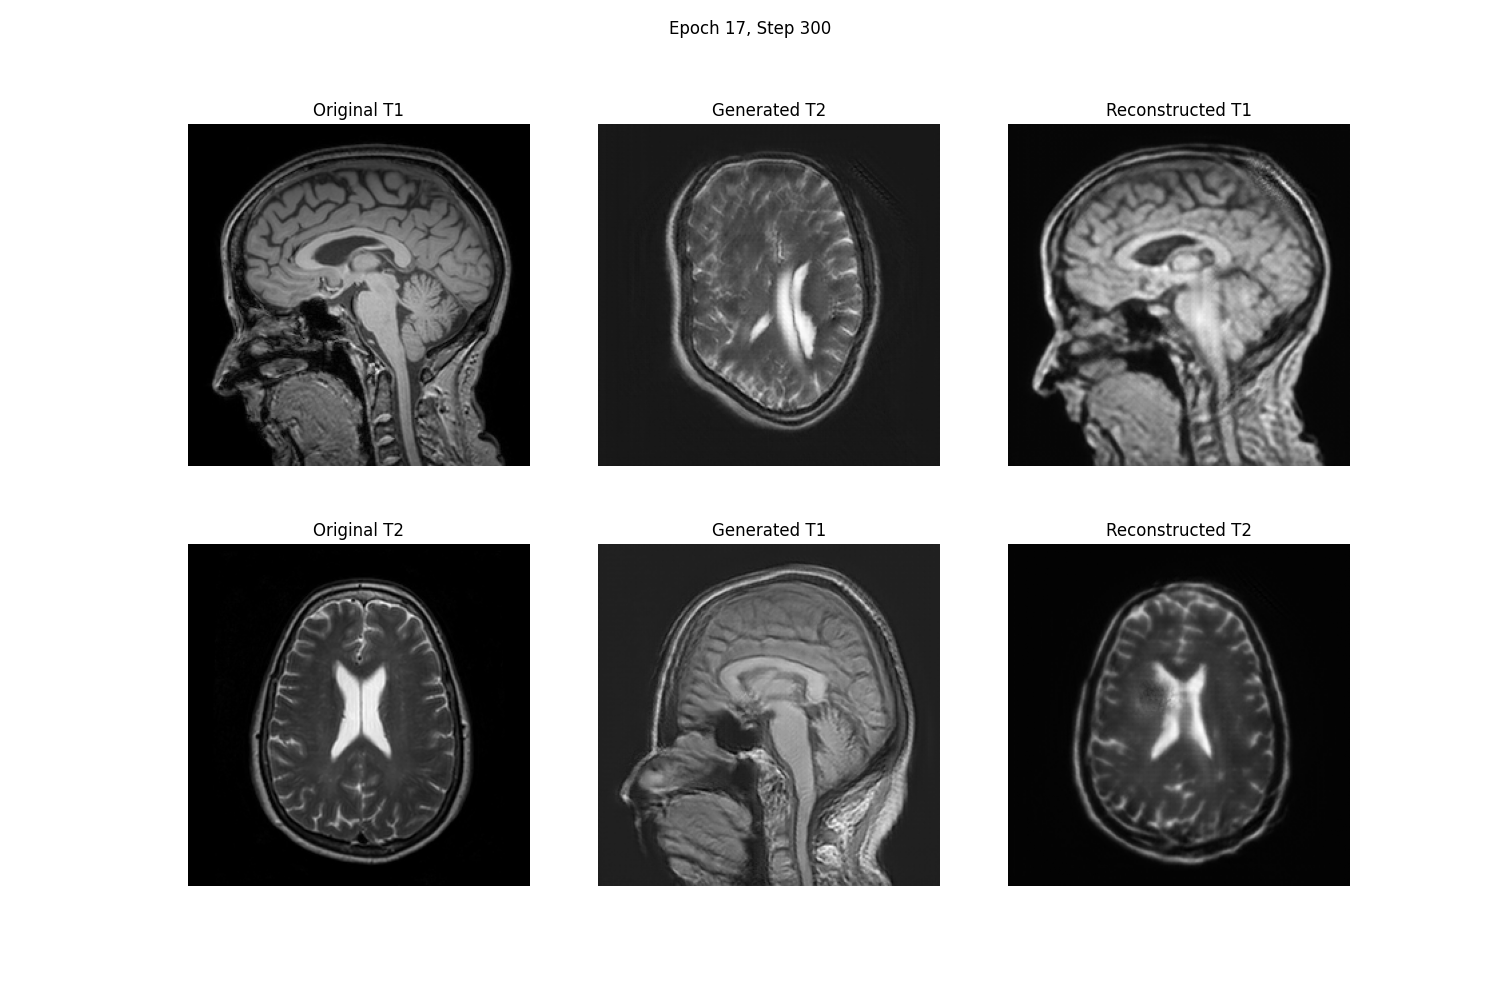 Epoch 17, Step 300
Original T1
Generated T2
Reconstructed T1
Original T2
Generated T1
Reconstructed T2